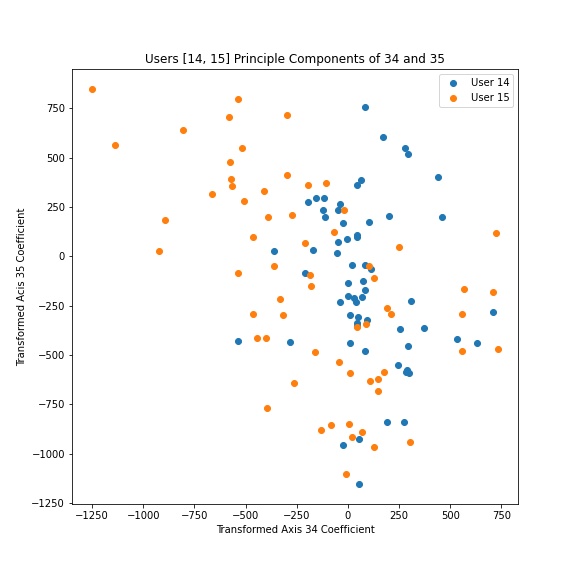 Users [14, 15] Principle Components of 34 and 35
User 14
User 15
Transformed Acis 35 Coefficient
750
500
250
0
−250
−500
−750
−1000
−1250
−1250 −1000 −750 −500 −250 0 250 500 750
Transformed Axis 34 Coefficient